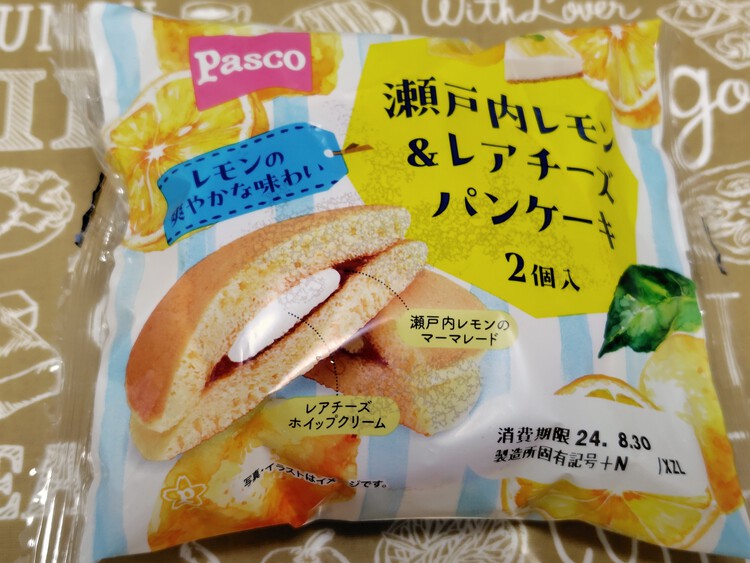 With Lover
go
Pasco
瀬戸内レモン
&レアチーズ
パンケーキ
2個入
レモンの
爽やかな味わい
瀬戸内レモンの
マーマレード
レアチーズ
ホイップクリーム
消費期限 24. 8.30
製造所固有記号+N /XZL
写真・イラストはイメージです。